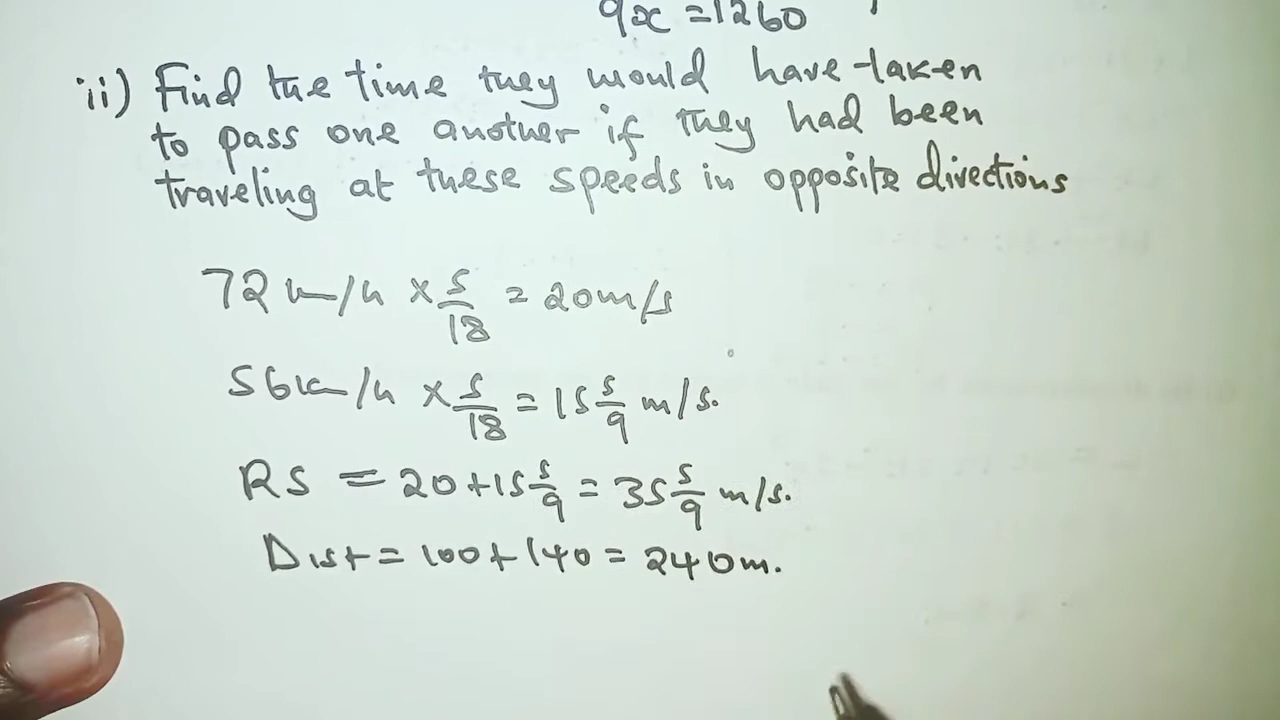 9x = 1260
ii) Find the time they would have taken
to pass one another if they had been
traveling at these speeds in opposite directions
72 km/h × 5/18 = 20 m/s
56 km/h × 5/18 = 15 5/9 m/s.
RS = 20 + 15 5/9 = 35 5/9 m/s.
Dist = 100 + 140 = 240m.